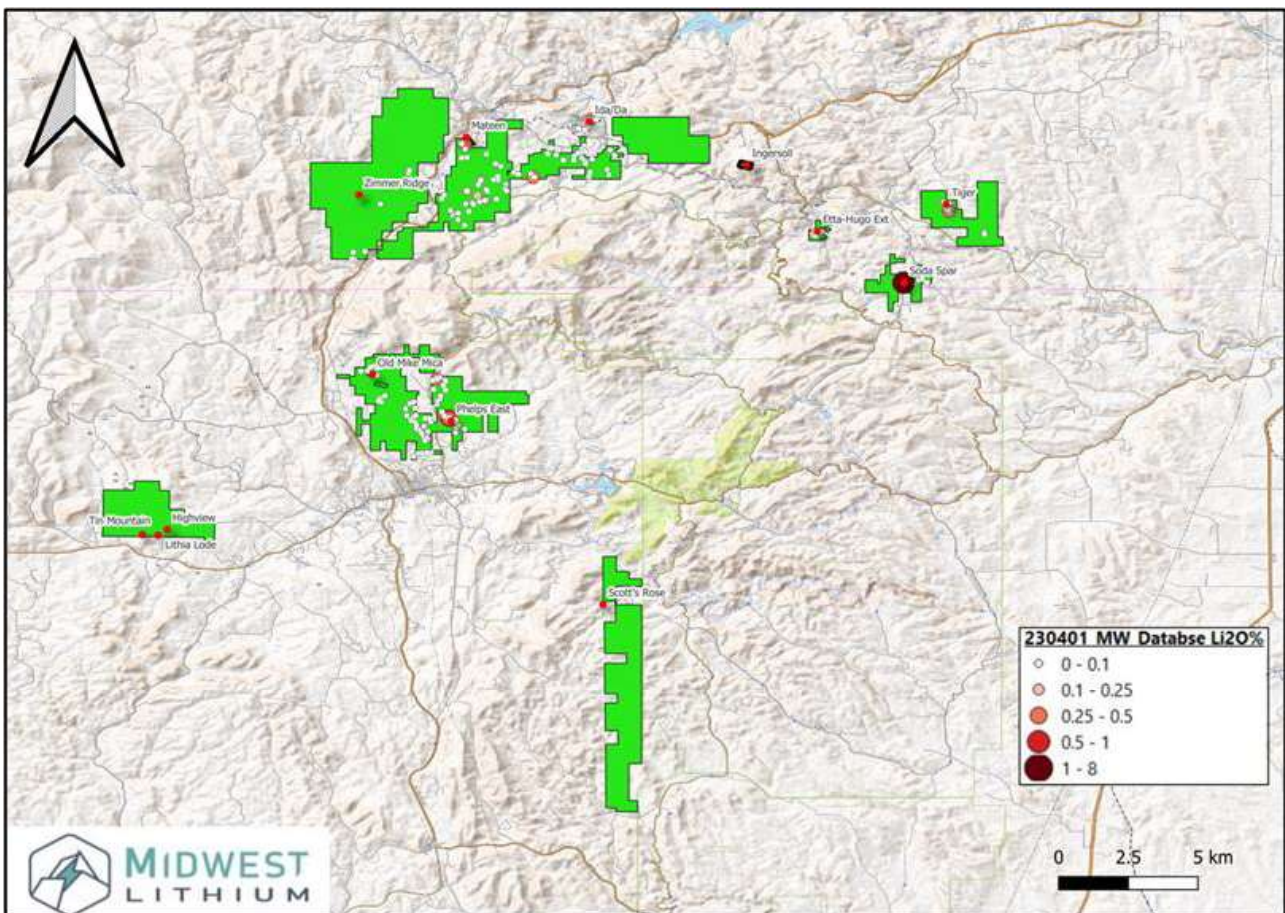 Ida/Da
Mateen
Ingersoll
Zimmer Ridge
Tiger
Etta-Hugo Ext
Soda Spar
Old Mike Mica
Phelps East
Tin Mountain
Highview
Lithia Lode
Scott's Rose
230401_MW_Databse Li2O%
0 - 0.1
0.1 - 0.25
0.25 - 0.5
0.5 - 1
1 - 8
0 2.5 5 km
MIDWEST
LITHIUM